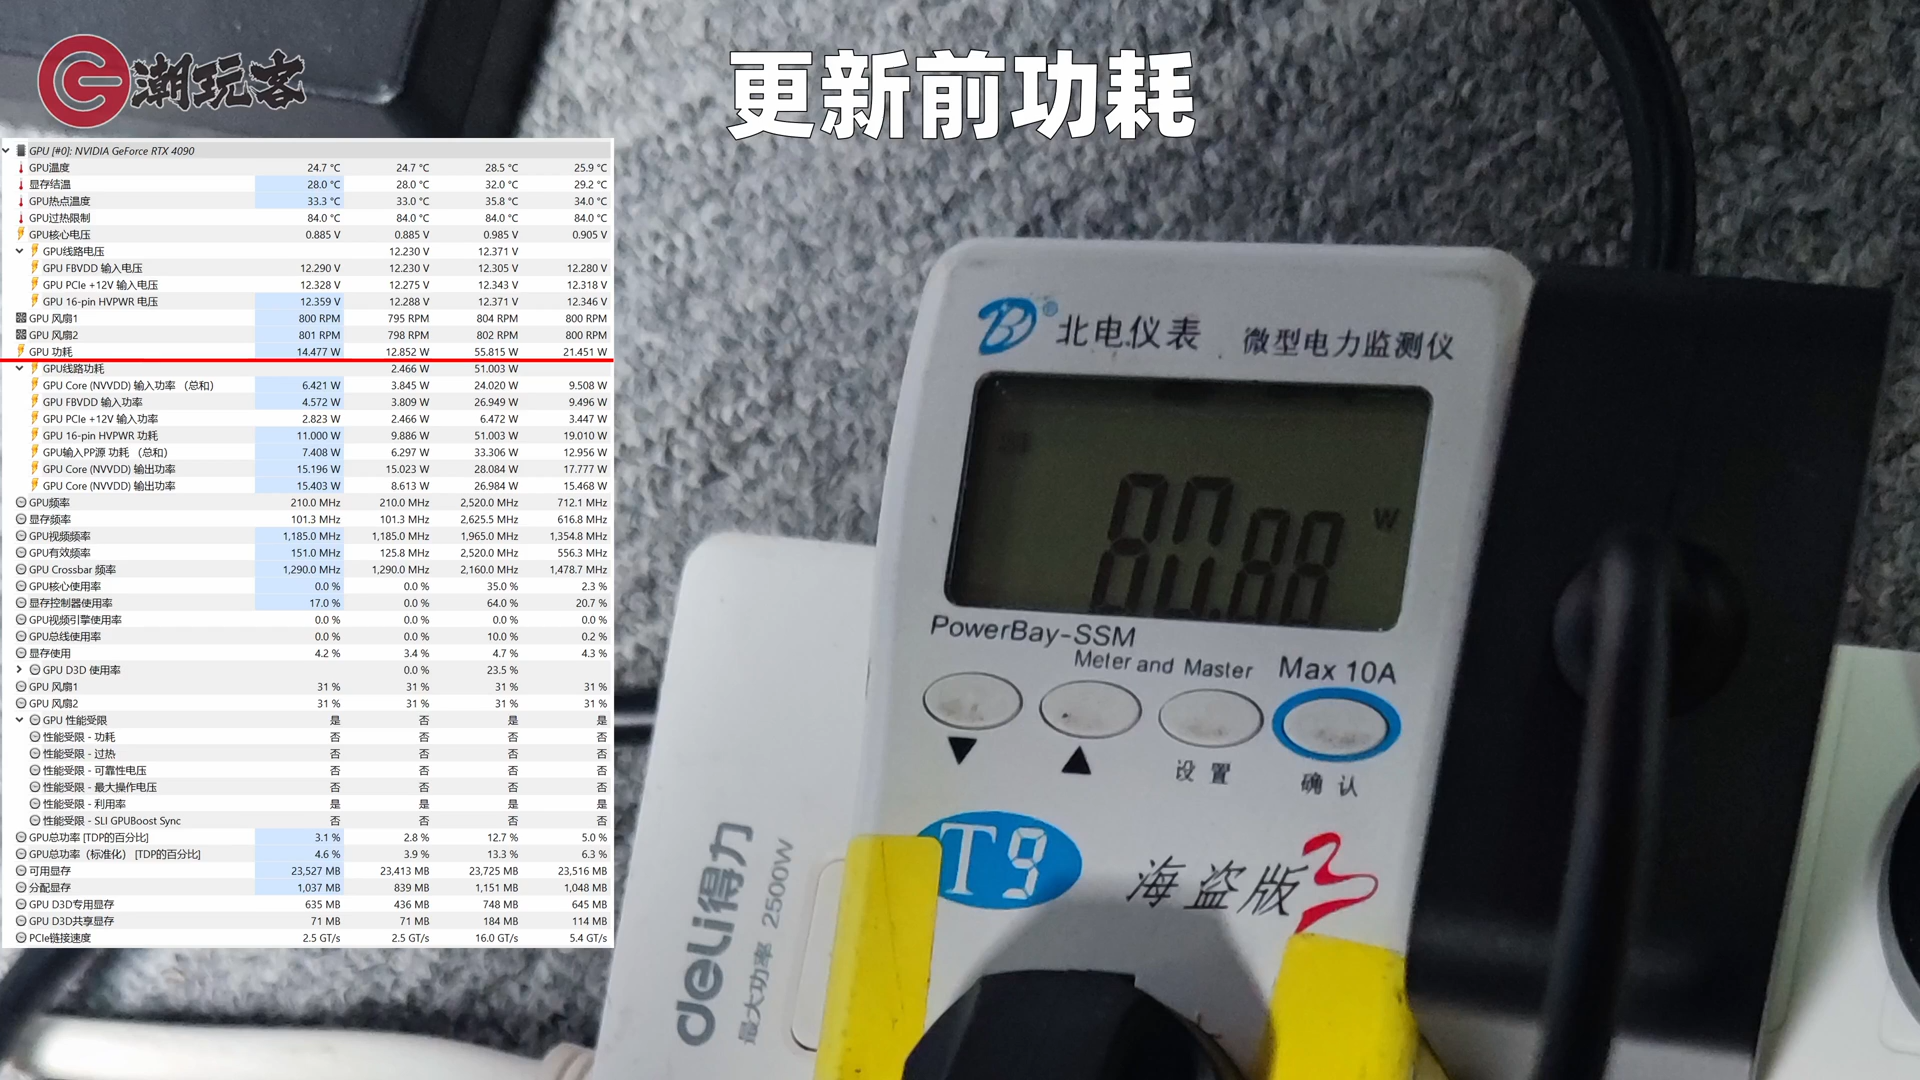 潮玩客
更新前功耗
GPU [#0]: NVIDIA GeForce RTX 4090
GPU温度 24.7 °C 24.7 °C 28.5 °C 25.9 °C
显存结温 28.0 °C 28.0 °C 32.0 °C 29.2 °C
GPU热点温度 33.3 °C 33.0 °C 35.8 °C 34.0 °C
GPU过热限制 84.0 °C 84.0 °C 84.0 °C 84.0 °C
GPU核心电压 0.885 V 0.885 V 0.985 V 0.905 V
GPU线路电压 12.230 V 12.371 V
GPU FBVDD 输入电压 12.290 V 12.230 V 12.305 V 12.280 V
GPU PCIe +12V 输入电压 12.328 V 12.275 V 12.343 V 12.318 V
GPU 16-pin HVPWR 电压 12.359 V 12.288 V 12.371 V 12.346 V
GPU 风扇1 800 RPM 795 RPM 804 RPM 800 RPM
GPU 风扇2 801 RPM 798 RPM 802 RPM 800 RPM
GPU 功耗 14.477 W 12.852 W 55.815 W 21.451 W
GPU线路功耗 2.466 W 51.003 W
GPU Core (NVVDD) 输入功率 （总和） 6.421 W 3.845 W 24.020 W 9.508 W
GPU FBVDD 输入功率 4.572 W 3.809 W 26.949 W 9.496 W
GPU PCIe +12V 输入功率 2.823 W 2.466 W 6.472 W 3.447 W
GPU 16-pin HVPWR 功耗 11.000 W 9.886 W 51.003 W 19.010 W
GPU输入PP源 功耗 （总和） 7.408 W 6.297 W 33.306 W 12.956 W
GPU Core (NVVDD) 输出功率 15.196 W 15.023 W 28.084 W 17.777 W
GPU Core (NVVDD) 输出功率 15.403 W 8.613 W 26.984 W 15.468 W
GPU频率 210.0 MHz 210.0 MHz 2,520.0 MHz 712.1 MHz
显存频率 101.3 MHz 101.3 MHz 2,625.5 MHz 616.8 MHz
GPU视频频率 1,185.0 MHz 1,185.0 MHz 1,965.0 MHz 1,354.8 MHz
GPU有效频率 151.0 MHz 125.8 MHz 2,520.0 MHz 556.3 MHz
GPU Crossbar 频率 1,290.0 MHz 1,290.0 MHz 2,160.0 MHz 1,478.7 MHz
GPU核心使用率 0.0 % 0.0 % 35.0 % 2.3 %
显存控制器使用率 17.0 % 0.0 % 64.0 % 20.7 %
GPU视频引擎使用率 0.0 % 0.0 % 0.0 % 0.0 %
GPU总线使用率 0.0 % 0.0 % 10.0 % 0.2 %
显存使用 4.2 % 3.4 % 4.7 % 4.3 %
GPU D3D 使用率 0.0 % 23.5 %
GPU 风扇1 31 % 31 % 31 % 31 %
GPU 风扇2 31 % 31 % 31 % 31 %
GPU 性能受限 是 否 是 是
性能受限 - 功耗 否 否 否 否
性能受限 - 过热 否 否 否 否
性能受限 - 可靠性电压 否 否 否 否
性能受限 - 最大操作电压 否 否 否 否
性能受限 - 利用率 是 是 是 是
性能受限 - SLI GPUBoost Sync 否 否 否 否
GPU总功率 [TDP的百分比] 3.1 % 2.8 % 12.7 % 5.0 %
GPU总功率（标准化） [TDP的百分比] 4.6 % 3.9 % 13.3 % 6.3 %
可用显存 23,527 MB 23,413 MB 23,725 MB 23,516 MB
分配显存 1,037 MB 839 MB 1,151 MB 1,048 MB
GPU D3D专用显存 635 MB 436 MB 748 MB 645 MB
GPU D3D共享显存 71 MB 71 MB 184 MB 114 MB
PCIe链接速度 2.5 GT/s 2.5 GT/s 16.0 GT/s 5.4 GT/s
北电仪表 微型电力监测仪
W
PowerBay-SSM
Meter and Master Max 10A
设置 确认
T9 海盗版3
deli得力
最大功率 2500W